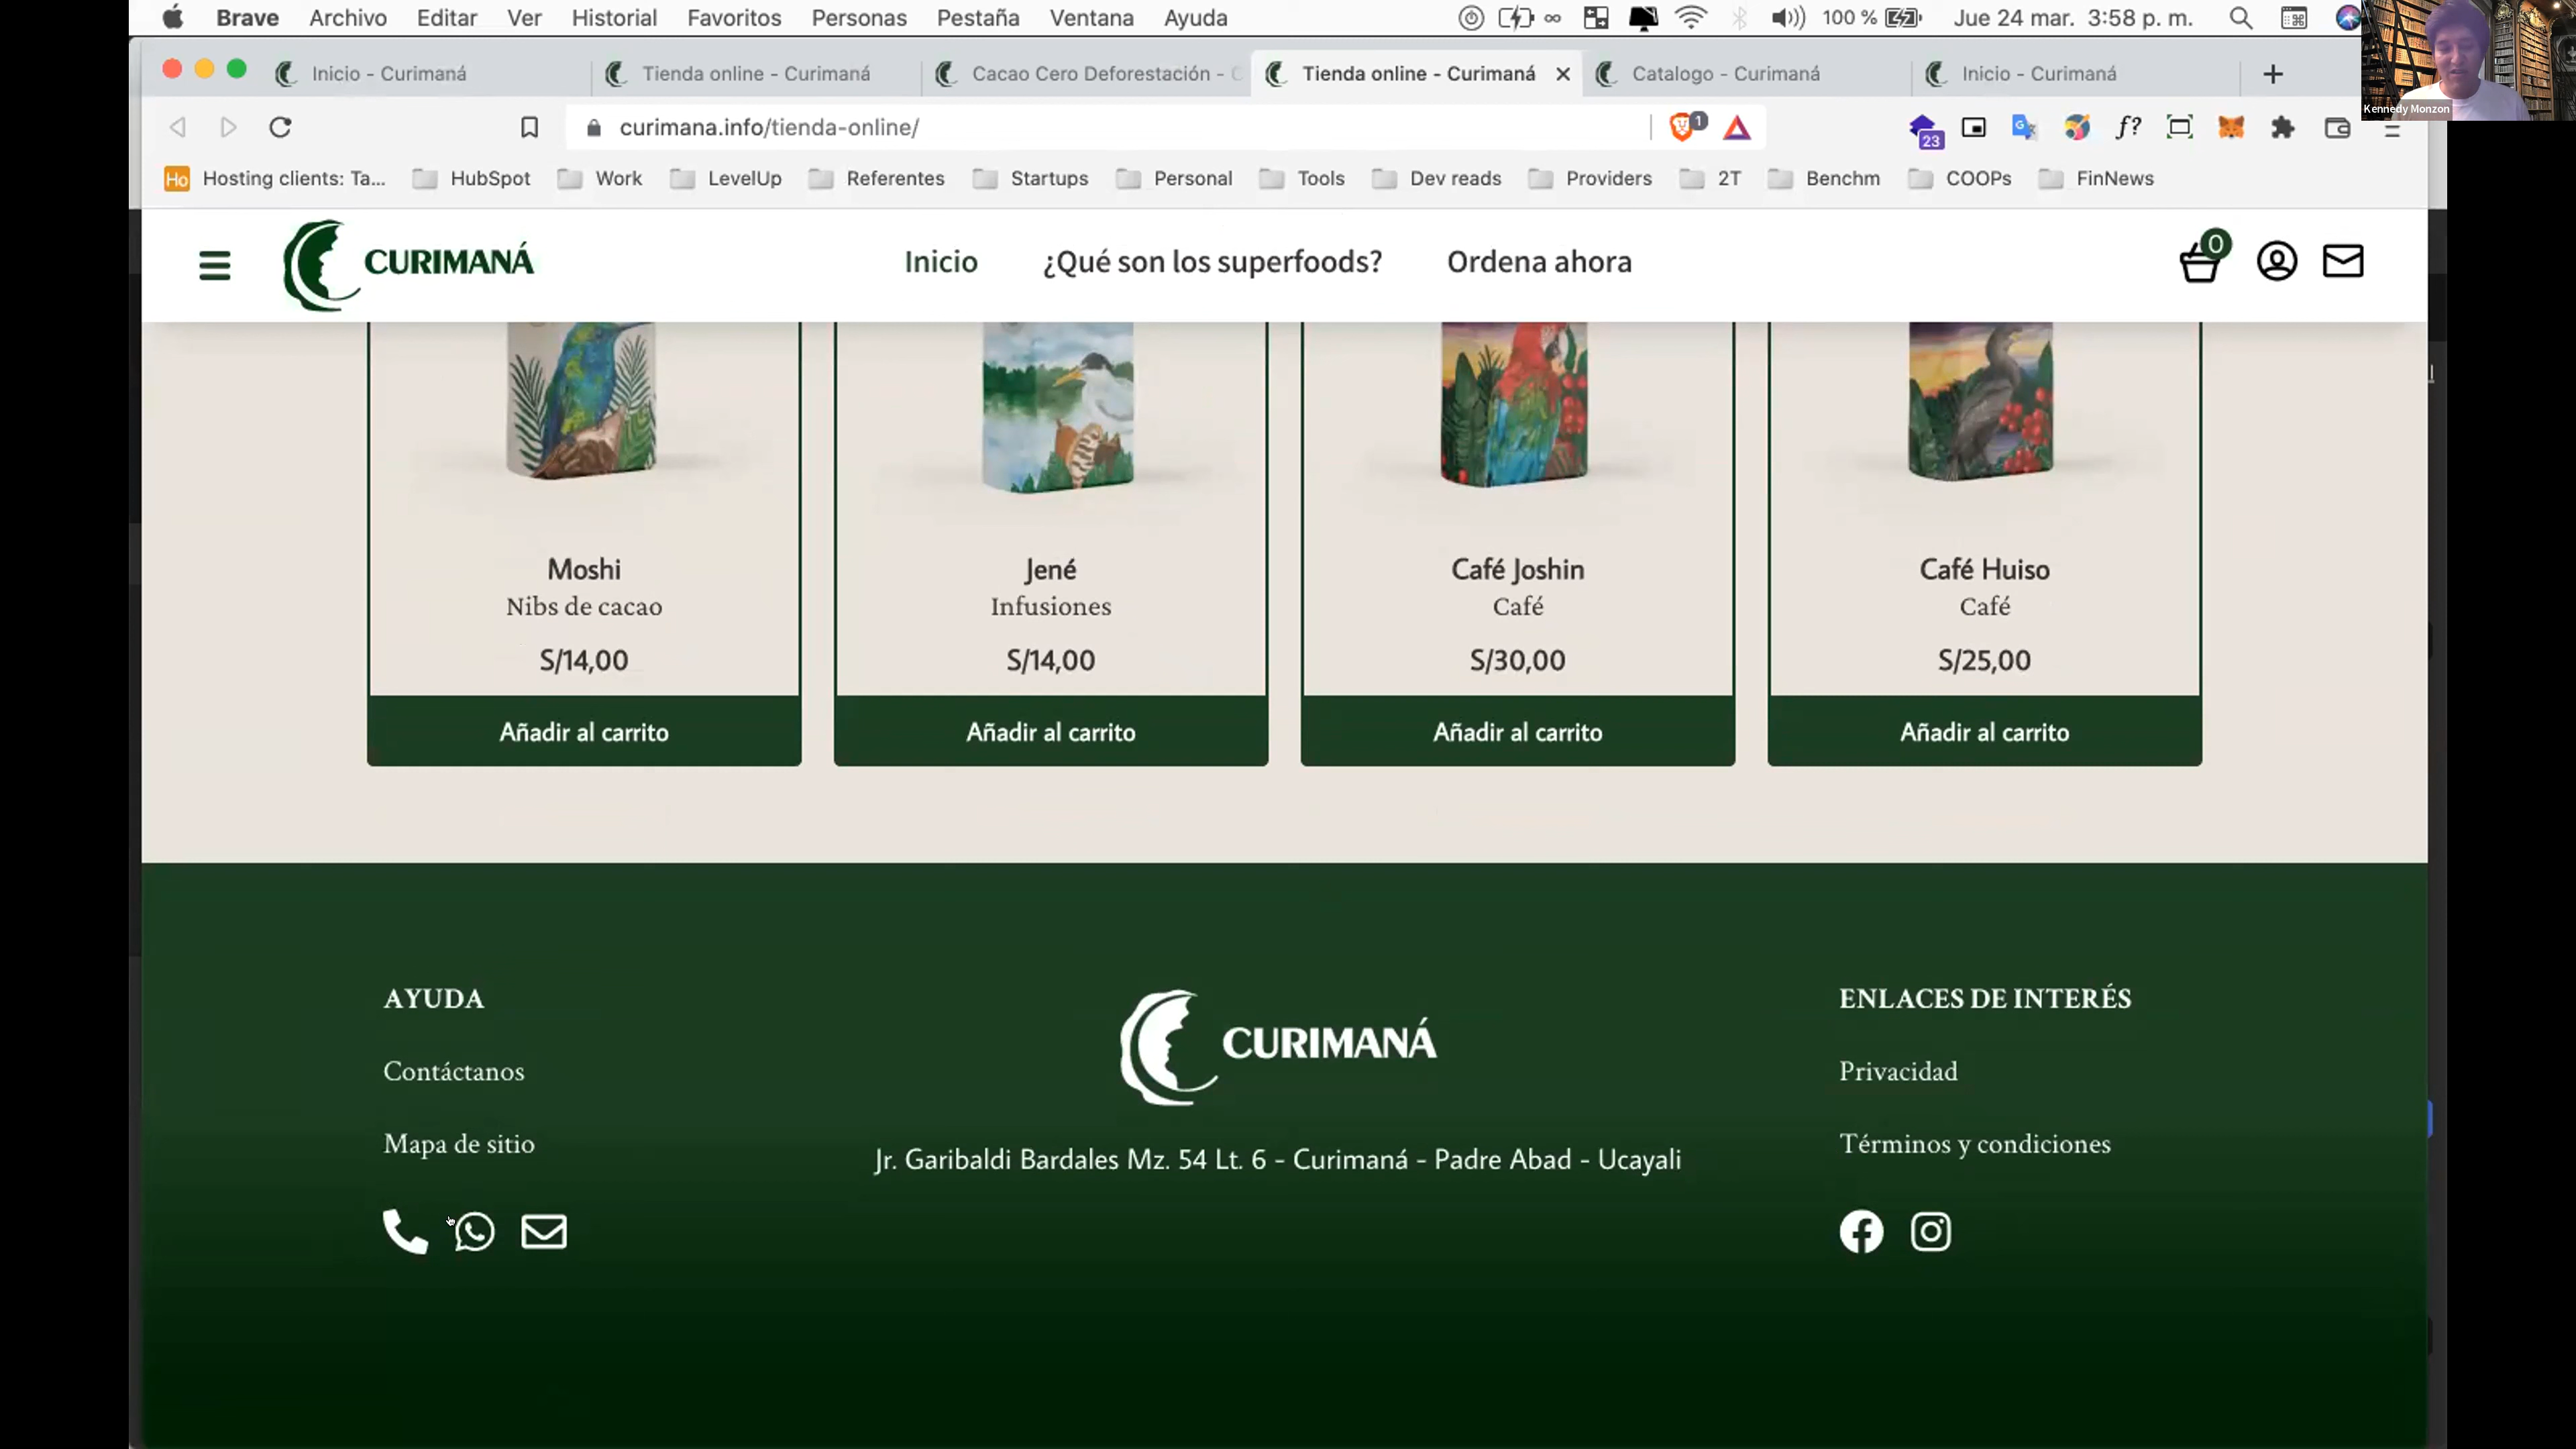 Brave Archivo Editar Ver Historial Favoritos Personas Pestaña Ventana Ayuda 100 % Jue 24 mar. 3:58 p. m.
Inicio - Curimaná
Tienda online - Curimaná
Cacao Cero Deforestación - C
Tienda online - Curimaná
Catalogo - Curimaná
Inicio - Curimaná
Kennedy Monzon
curimana.info/tienda-online/
1
23
f?
Ho Hosting clients: Ta... HubSpot Work LevelUp Referentes Startups Personal Tools Dev reads Providers 2T Benchm COOPs FinNews
CURIMANÁ
Inicio ¿Qué son los superfoods? Ordena ahora
0
Moshi
Nibs de cacao
S/14,00
Añadir al carrito
Jené
Infusiones
S/14,00
Añadir al carrito
Café Joshin
Café
S/30,00
Añadir al carrito
Café Huiso
Café
S/25,00
Añadir al carrito
AYUDA
Contáctanos
Mapa de sitio
CURIMANÁ
Jr. Garibaldi Bardales Mz. 54 Lt. 6 - Curimaná - Padre Abad - Ucayali
ENLACES DE INTERÉS
Privacidad
Términos y condiciones